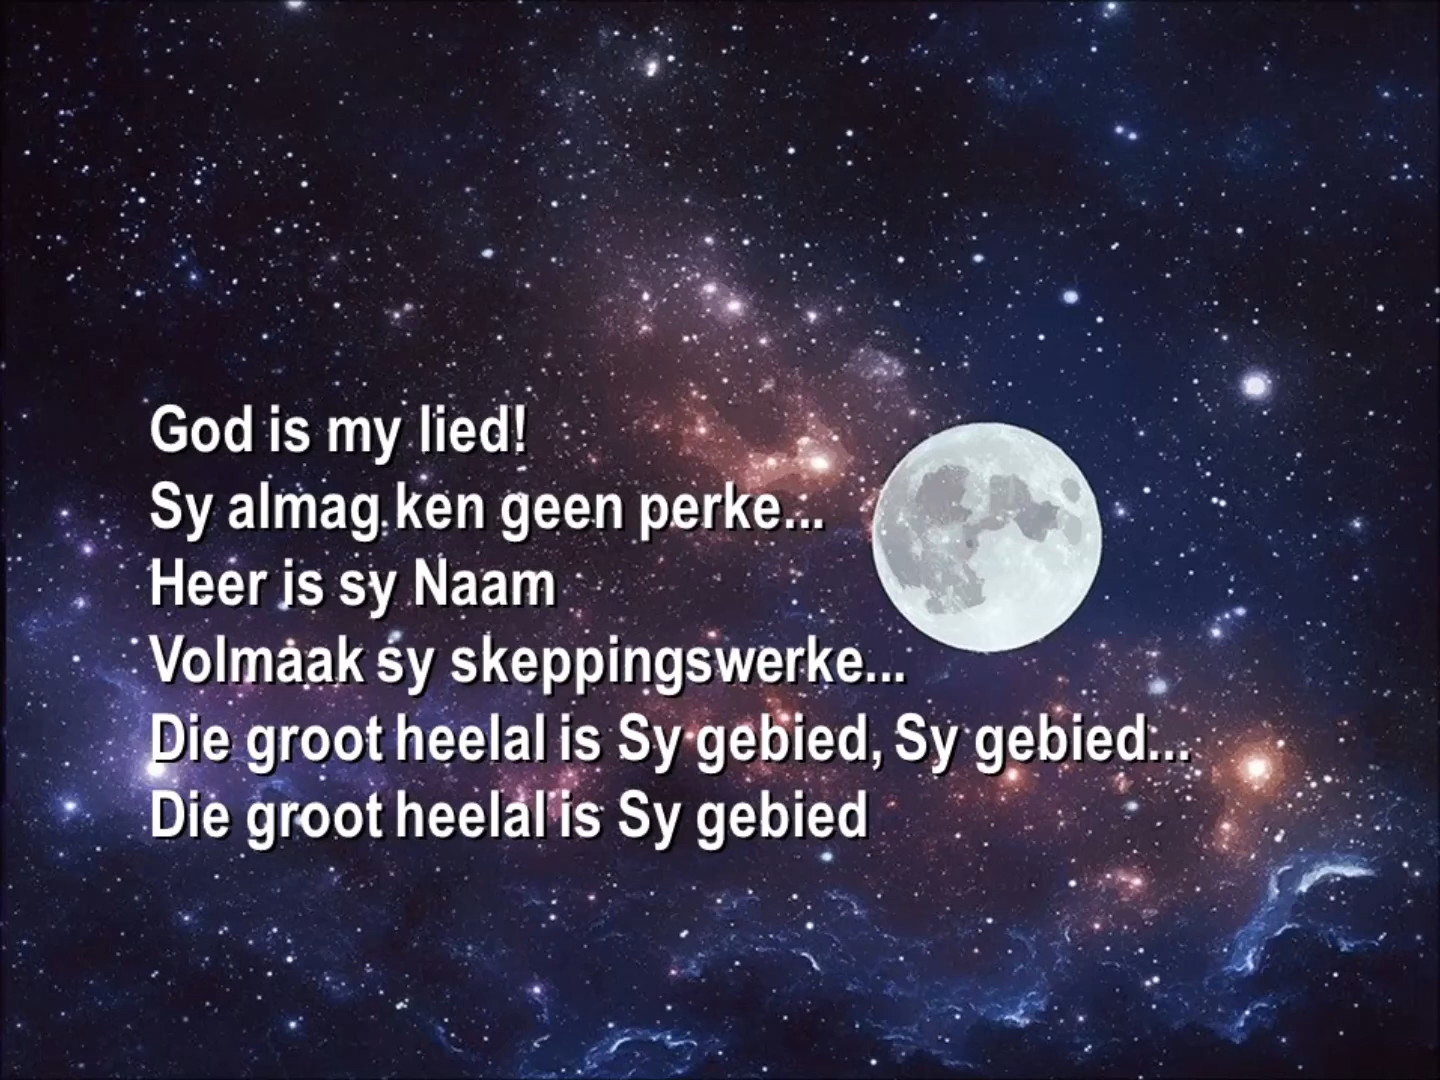 God is my lied!
Sy almag ken geen perke...
Heer is sy Naam
Volmaak sy skeppingswerke...
Die groot heelal is Sy gebied, Sy gebied...
Die groot heelal is Sy gebied